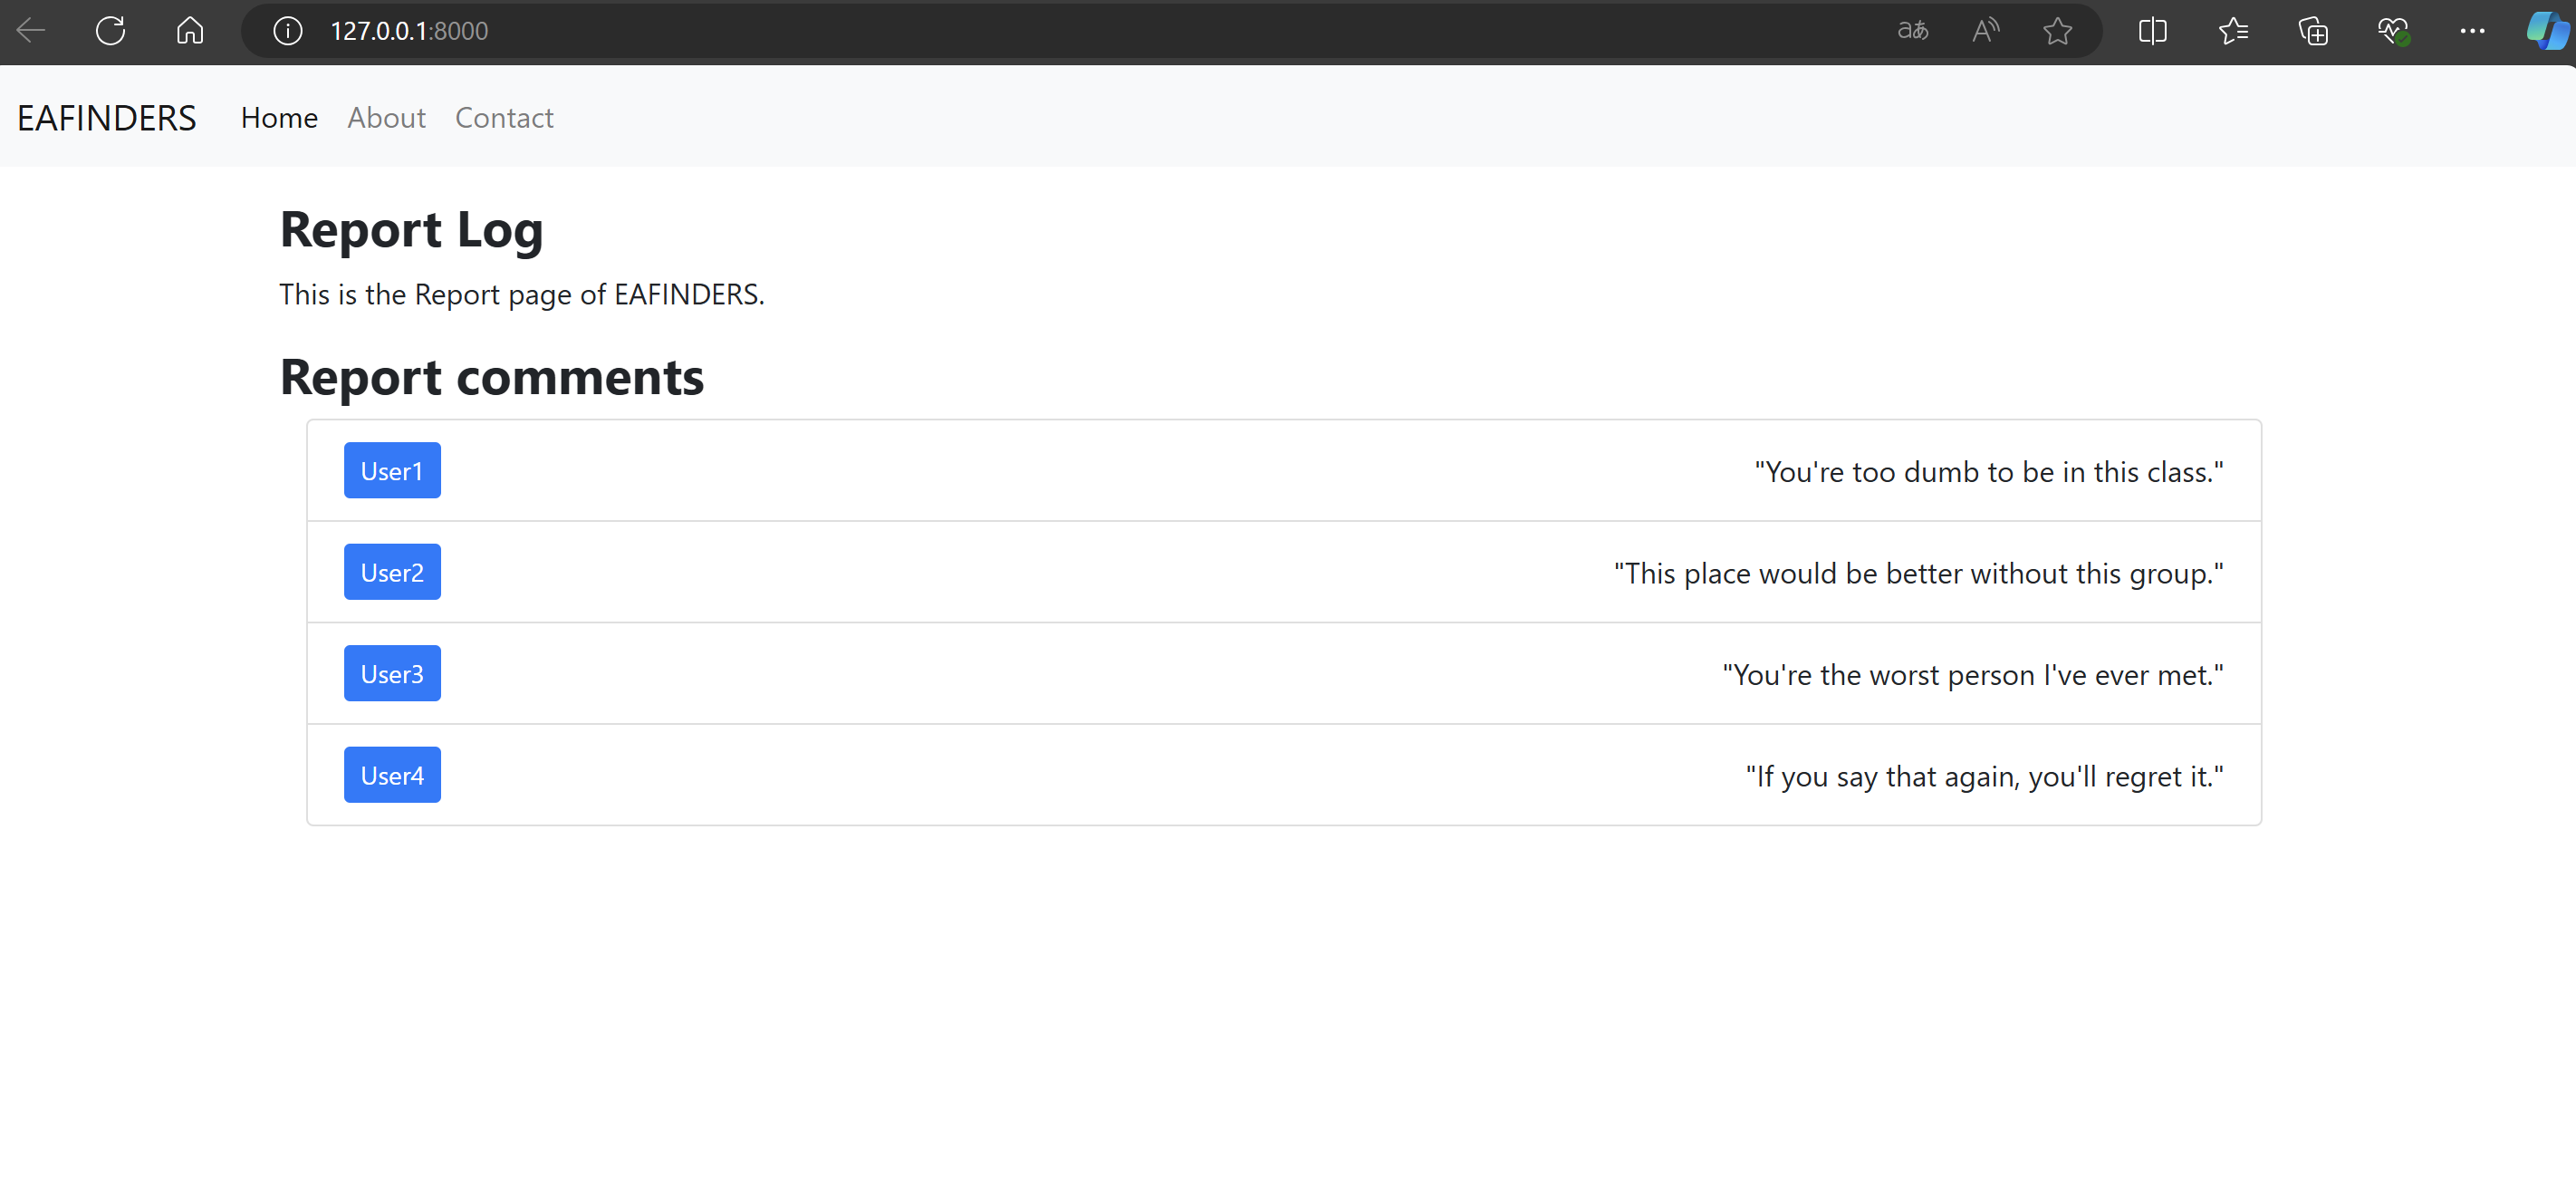 127.0.0.1:8000
aあ A
EAFINDERS Home About Contact
Report Log
This is the Report page of EAFINDERS.
Report comments
User1 "You're too dumb to be in this class."
User2 "This place would be better without this group."
User3 "You're the worst person I've ever met."
User4 "If you say that again, you'll regret it."